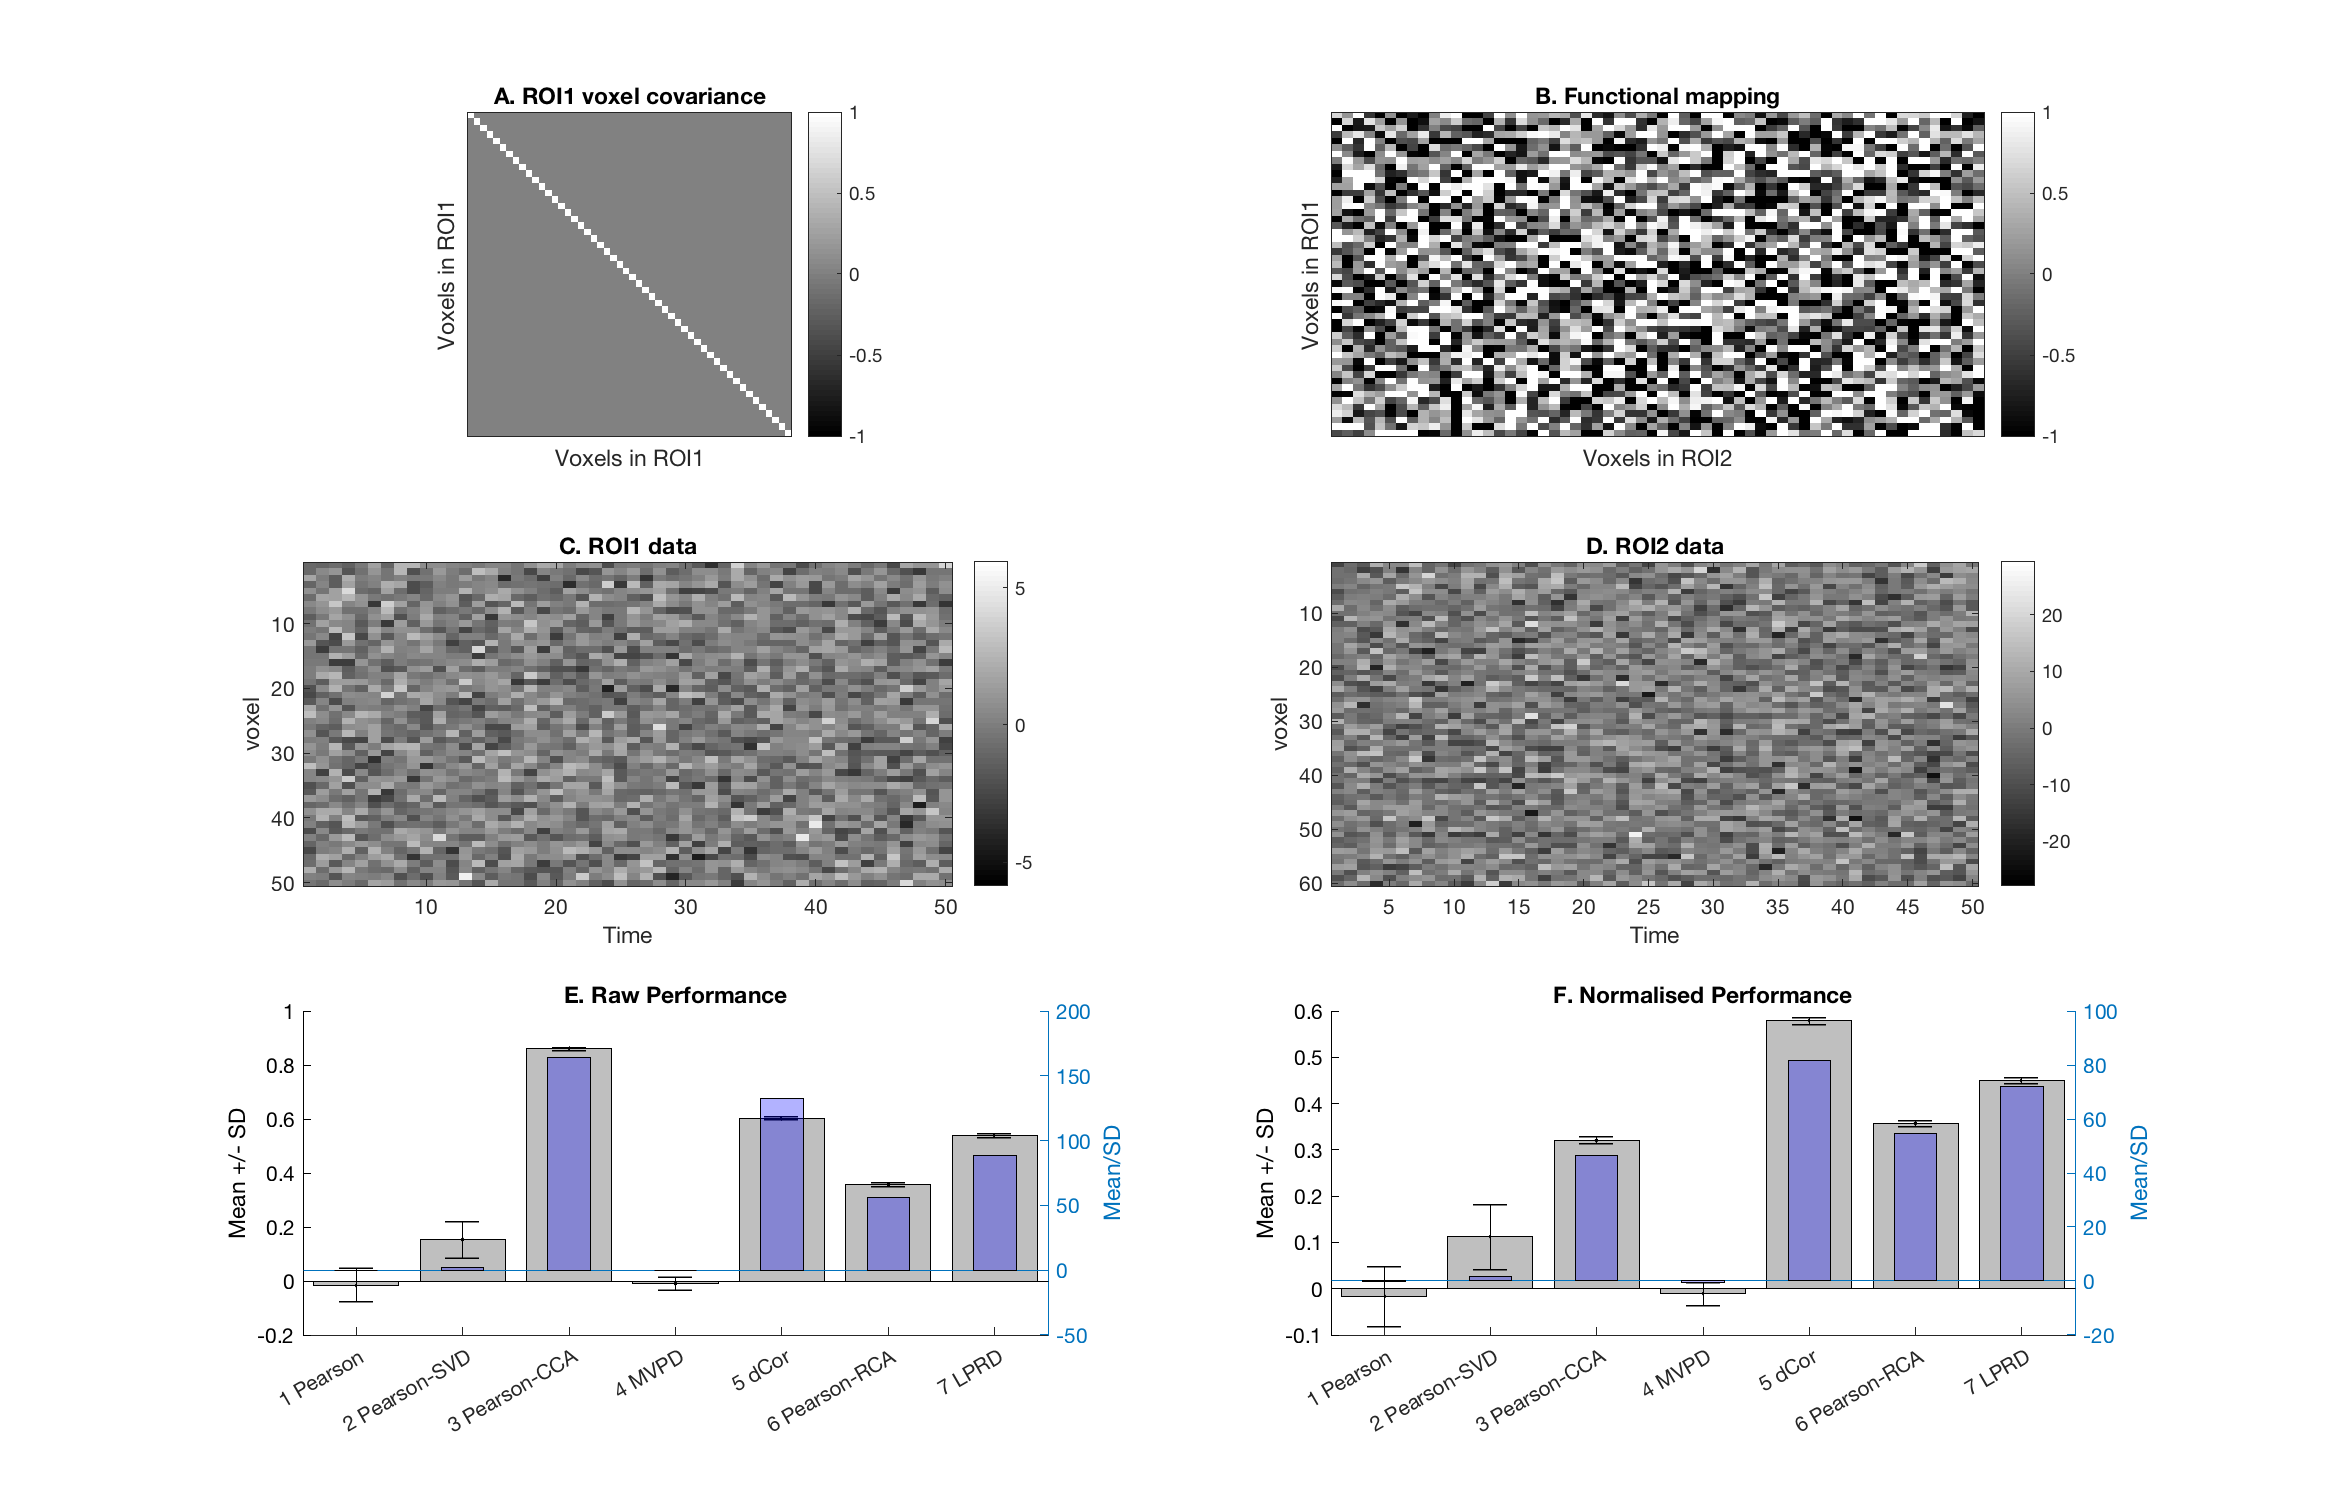 A. ROI1 voxel covariance
Voxels in ROI1
Voxels in ROI1
1
0.5
0
-0.5
-1
B. Functional mapping
Voxels in ROI1
Voxels in ROI2
1
0.5
0
-0.5
-1
C. ROI1 data
voxel
10
20
30
40
50
10 20 30 40 50
Time
5
0
-5
D. ROI2 data
voxel
10
20
30
40
50
60
5 10 15 20 25 30 35 40 45 50
Time
20
10
0
-10
-20
E. Raw Performance
Mean +/- SD
1
0.8
0.6
0.4
0.2
0
-0.2
200
150
100
50
0
-50
Mean/SD
1 Pearson
2 Pearson-SVD
3 Pearson-CCA
4 MVPD
5 dCor
6 Pearson-RCA
7 LPRD
F. Normalised Performance
Mean +/- SD
0.6
0.5
0.4
0.3
0.2
0.1
0
-0.1
100
80
60
40
20
0
-20
Mean/SD
1 Pearson
2 Pearson-SVD
3 Pearson-CCA
4 MVPD
5 dCor
6 Pearson-RCA
7 LPRD